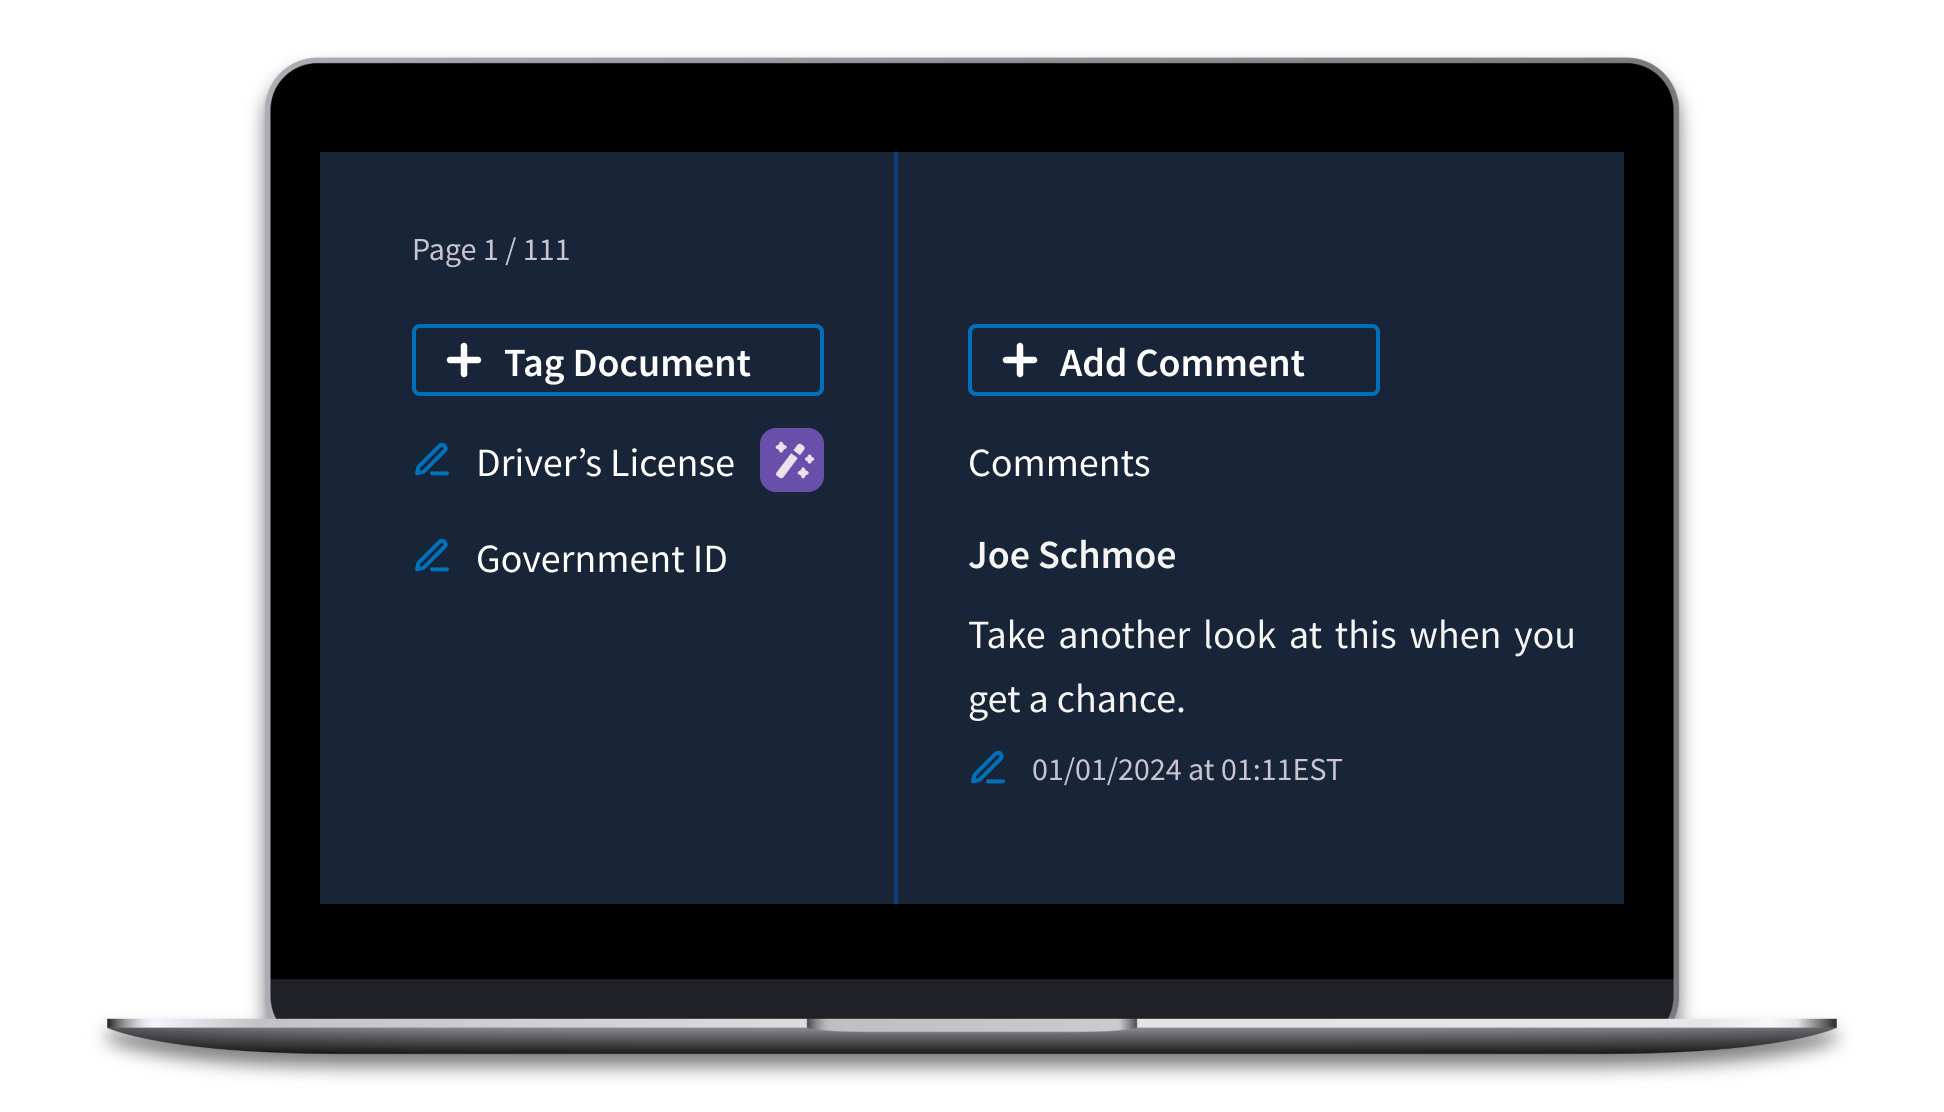 Page 1 / 111
Tag Document
Driver’s License
Government ID
Add Comment
Comments
Joe Schmoe
Take another look at this when you
get a chance.
01/01/2024 at 01:11EST